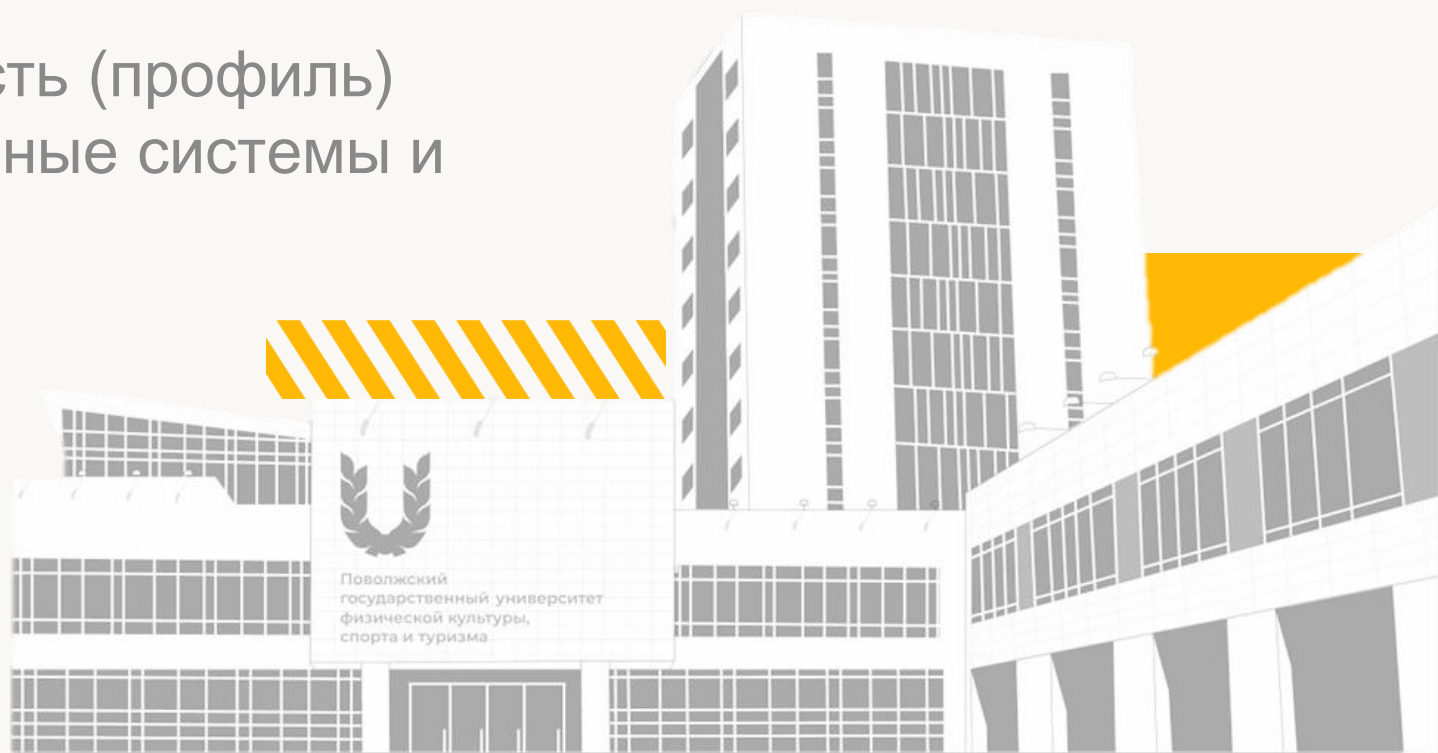 сть (профиль)
ные системы и
Поволжский
государственный университет
физической культуры,
спорта и туризма